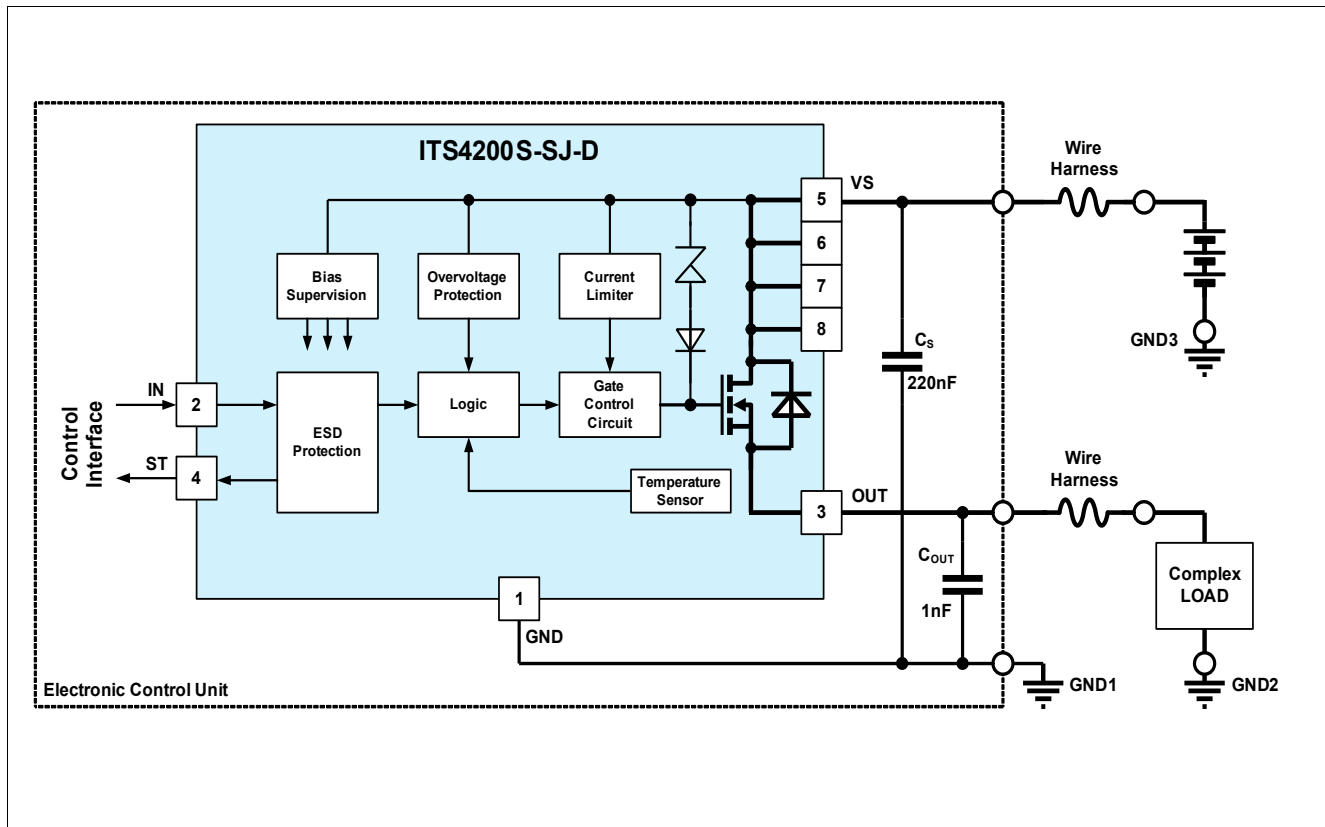 ITS4200S-SJ-D
VS
Wire
Harness
5
6
7
8
Bias
Supervision
Overvoltage
Protection
Current
Limiter
CS
220nF
GND3
IN
2
ESD
Protection
Logic
Gate
Control
Circuit
Control
Interface
ST
4
Temperature
Sensor
OUT
3
Wire
Harness
COUT
1nF
Complex
LOAD
1
GND
Electronic Control Unit
GND1
GND2